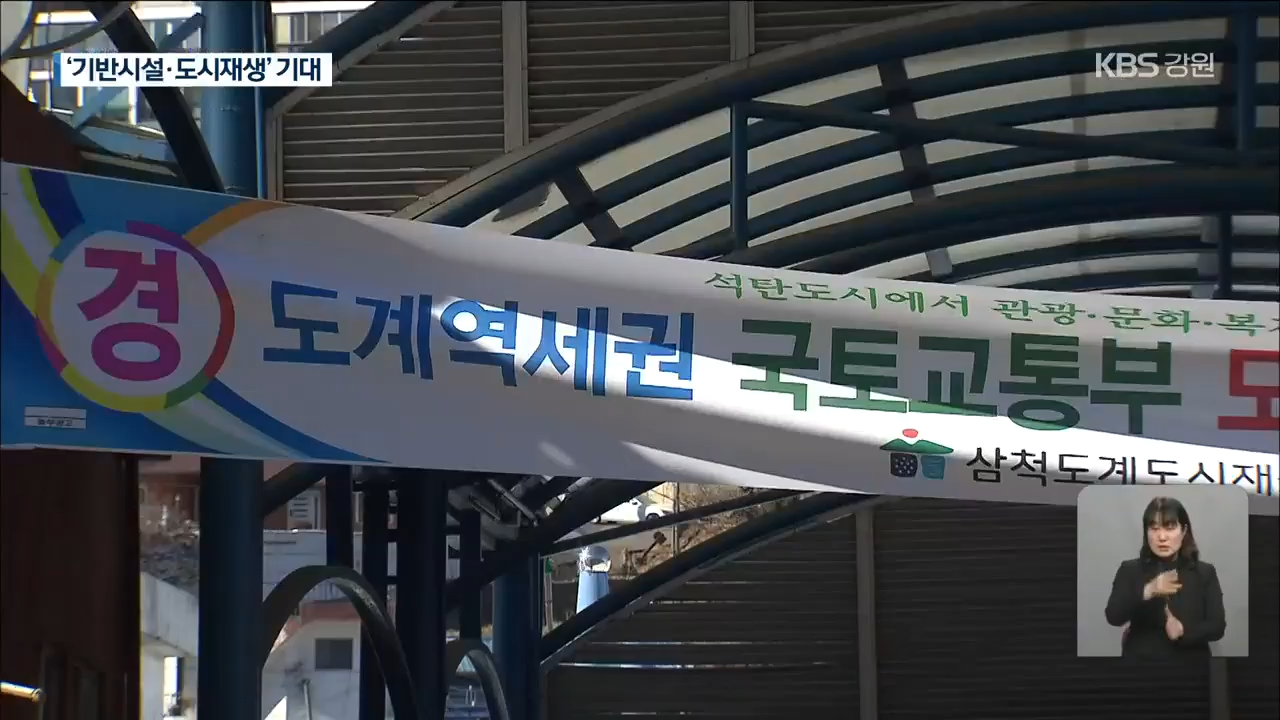 ‘기반시설·도시재생’ 기대
KBS 강원
석탄도시에서 관광·문화·복
경 도계역세권 국토교통부
삼척도계도시재